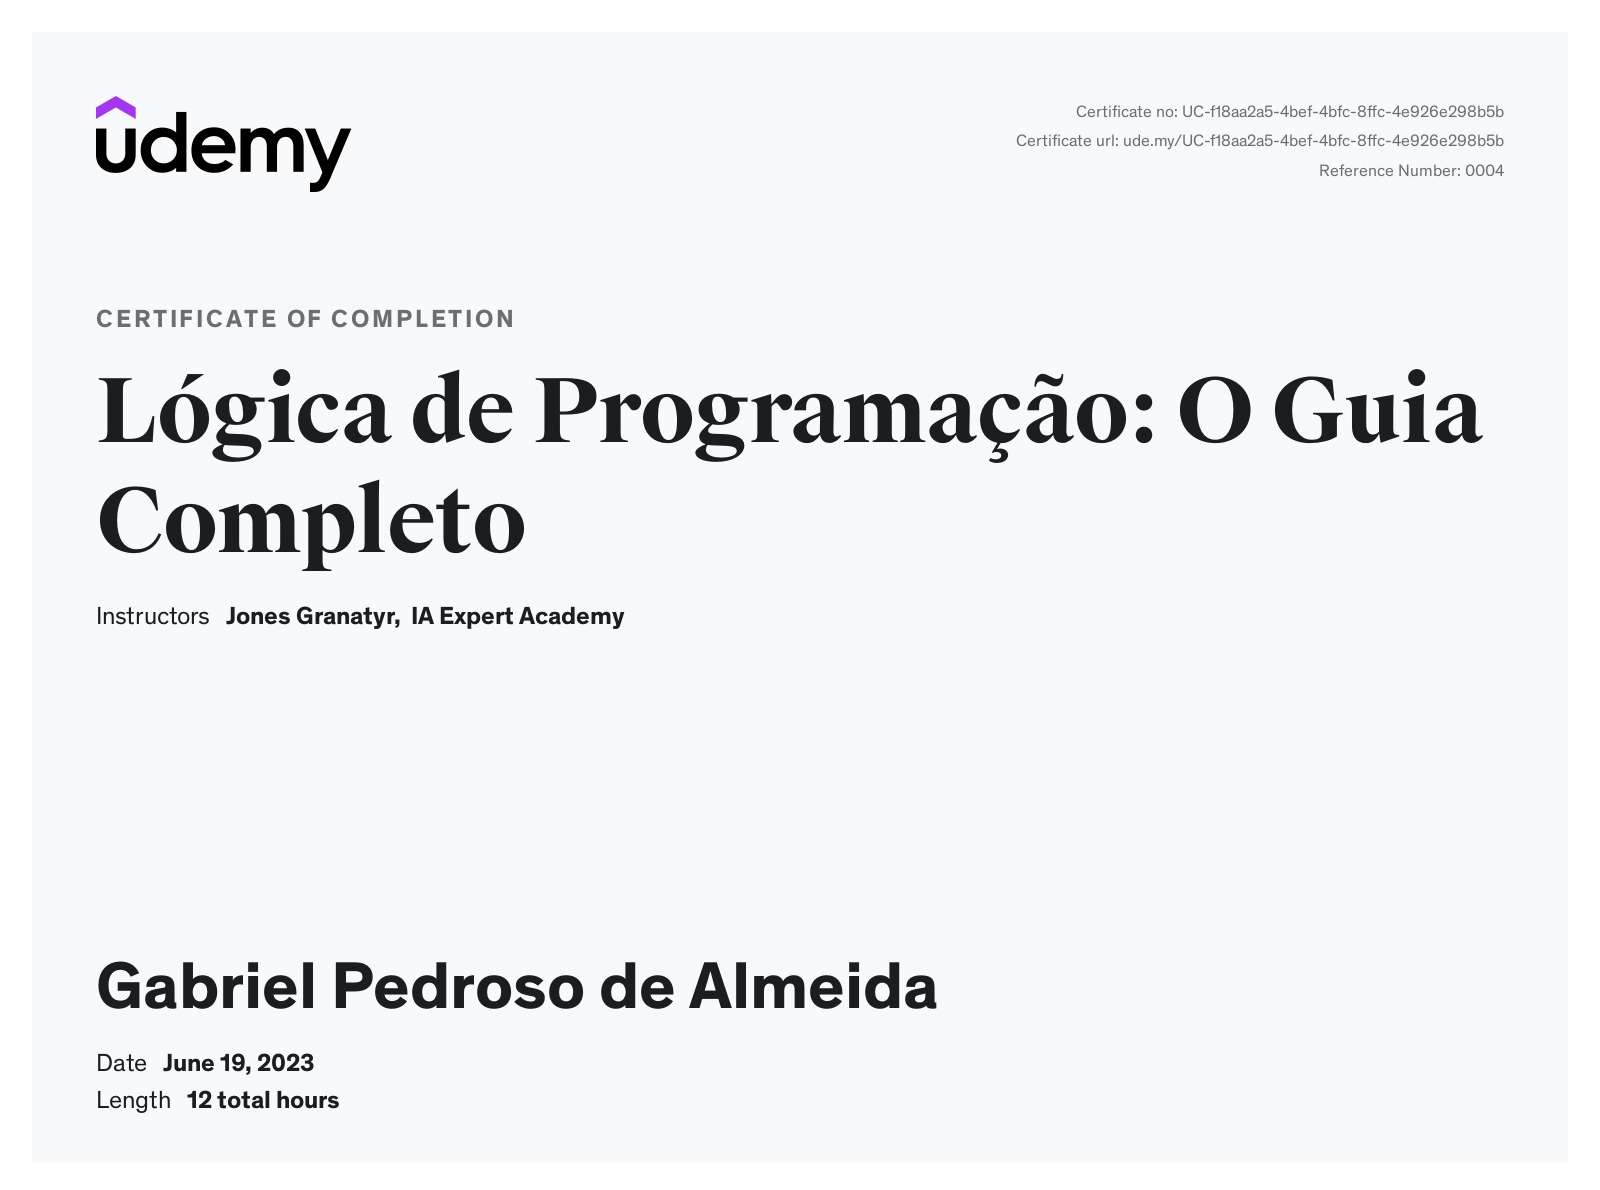 udemy
Certificate no: UC-f18aa2a5-4bef-4bfc-8ffc-4e926e298b5b
Certificate url: ude.my/UC-f18aa2a5-4bef-4bfc-8ffc-4e926e298b5b
Reference Number: 0004
CERTIFICATE OF COMPLETION
Lógica de Programação: O Guia
Completo
Instructors Jones Granatyr, IA Expert Academy
Gabriel Pedroso de Almeida
Date June 19, 2023
Length 12 total hours